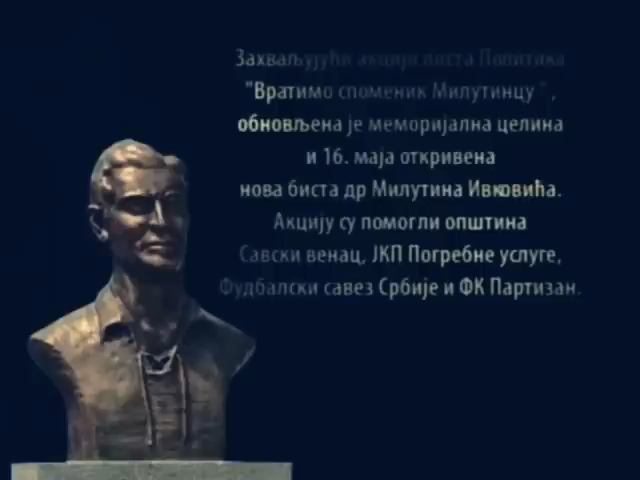 Захваљујући акцији листа Политика
"Вратимо споменик Милутинцу " ,
обновљена је меморијална целина
и 16. маја откривена
нова биста др Милутина Ивковића.
Акцију су помогли општина
Савски венац, ЈКП Погребне услуге,
Фудбалски савез Србије и ФК Партизан.